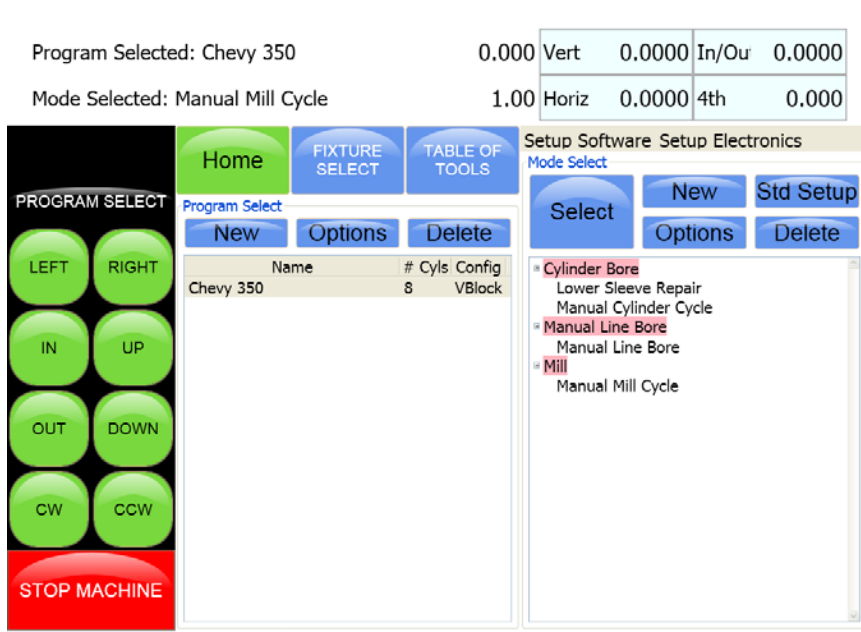 Program Selected: Chevy 350
0.000
Vert 0.0000
In/Ou 0.0000
Mode Selected: Manual Mill Cycle
1.00
Horiz 0.0000
4th 0.000
PROGRAM SELECT
LEFT
RIGHT
IN
UP
OUT
DOWN
CW
CCW
STOP MACHINE
Home
FIXTURE
SELECT
TABLE OF
TOOLS
Program Select
New
Options
Delete
Name # Cyls Config
Chevy 350 8 VBlock
Setup Software Setup Electronics
Mode Select
Select
New
Std Setup
Options
Delete
Cylinder Bore
Lower Sleeve Repair
Manual Cylinder Cycle
Manual Line Bore
Manual Line Bore
Mill
Manual Mill Cycle